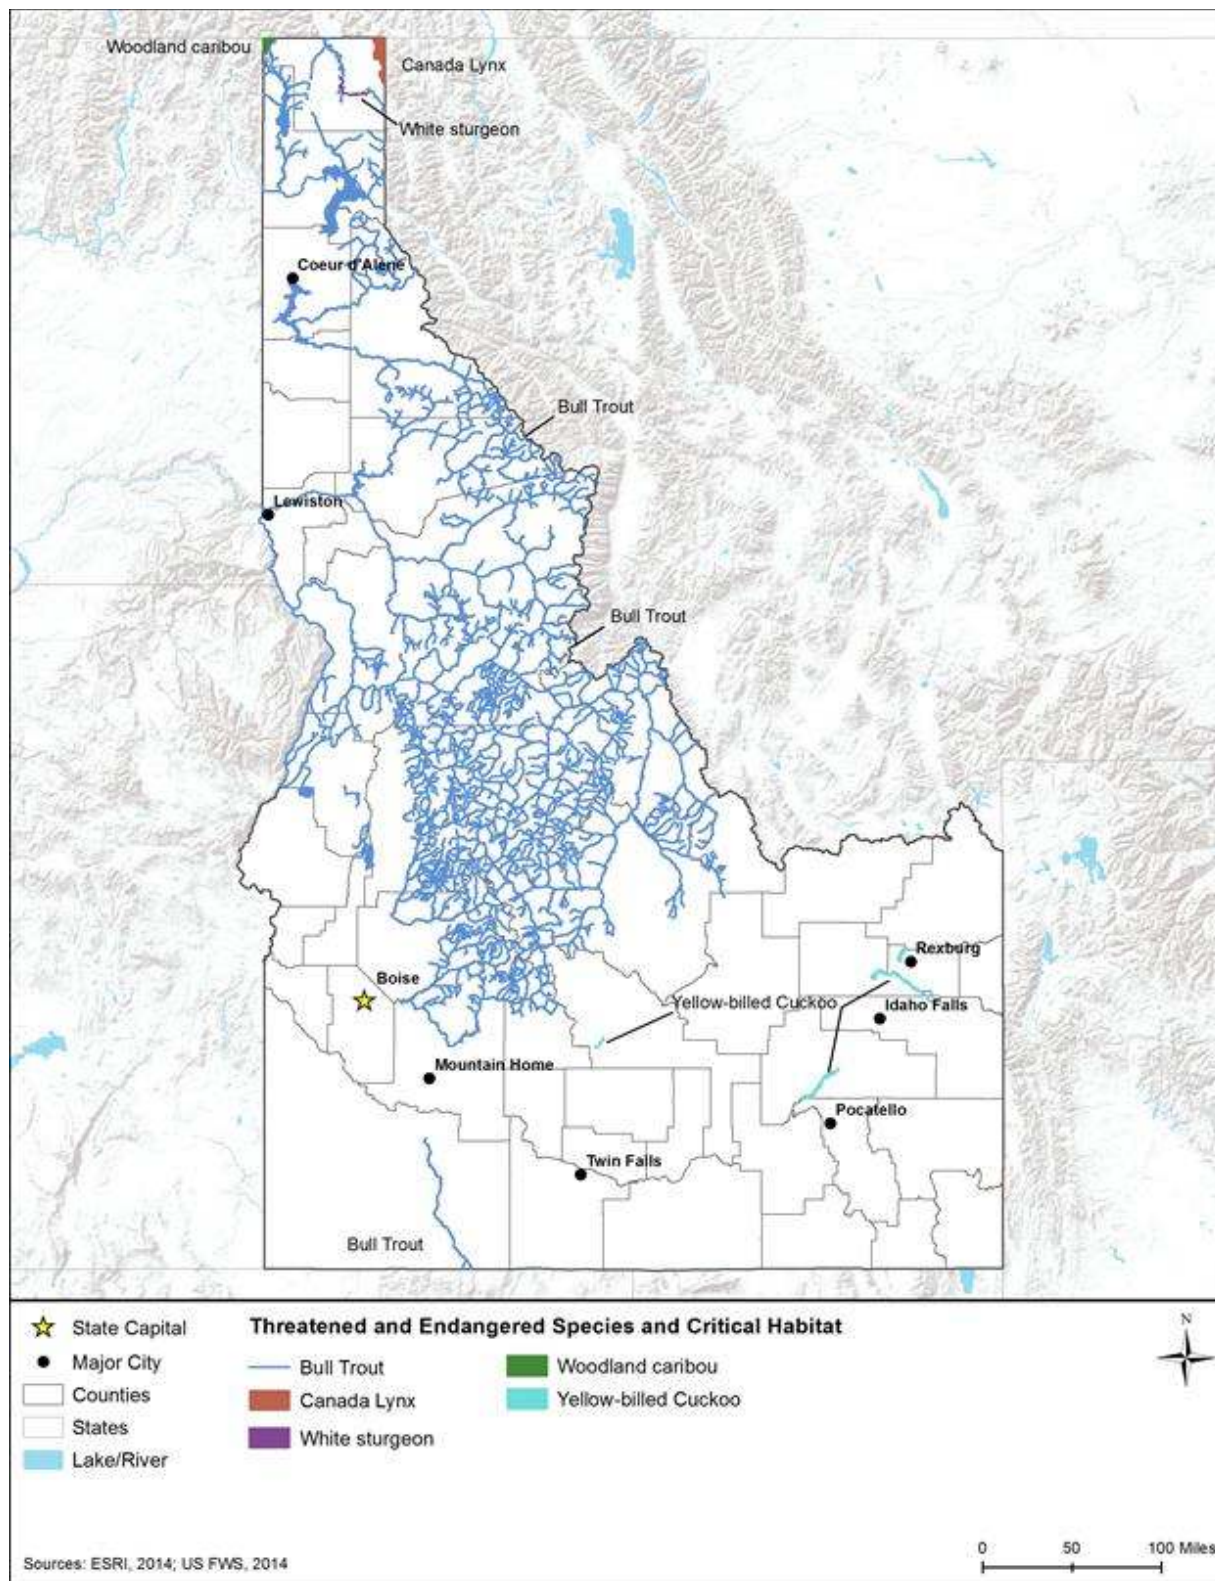 Woodland caribou
Canada Lynx
White sturgeon
Coeur d'Alene
Bull Trout
Lewiston
Bull Trout
Rexburg
Boise
Yellow-billed Cuckoo
Idaho Falls
Mountain Home
Pocatello
Twin Falls
Bull Trout
State Capital
Major City
Counties
States
Lake/River
Threatened and Endangered Species and Critical Habitat
Bull Trout
Canada Lynx
White sturgeon
Woodland caribou
Yellow-billed Cuckoo
N
Sources: ESRI, 2014; US FWS, 2014
0 50 100 Miles